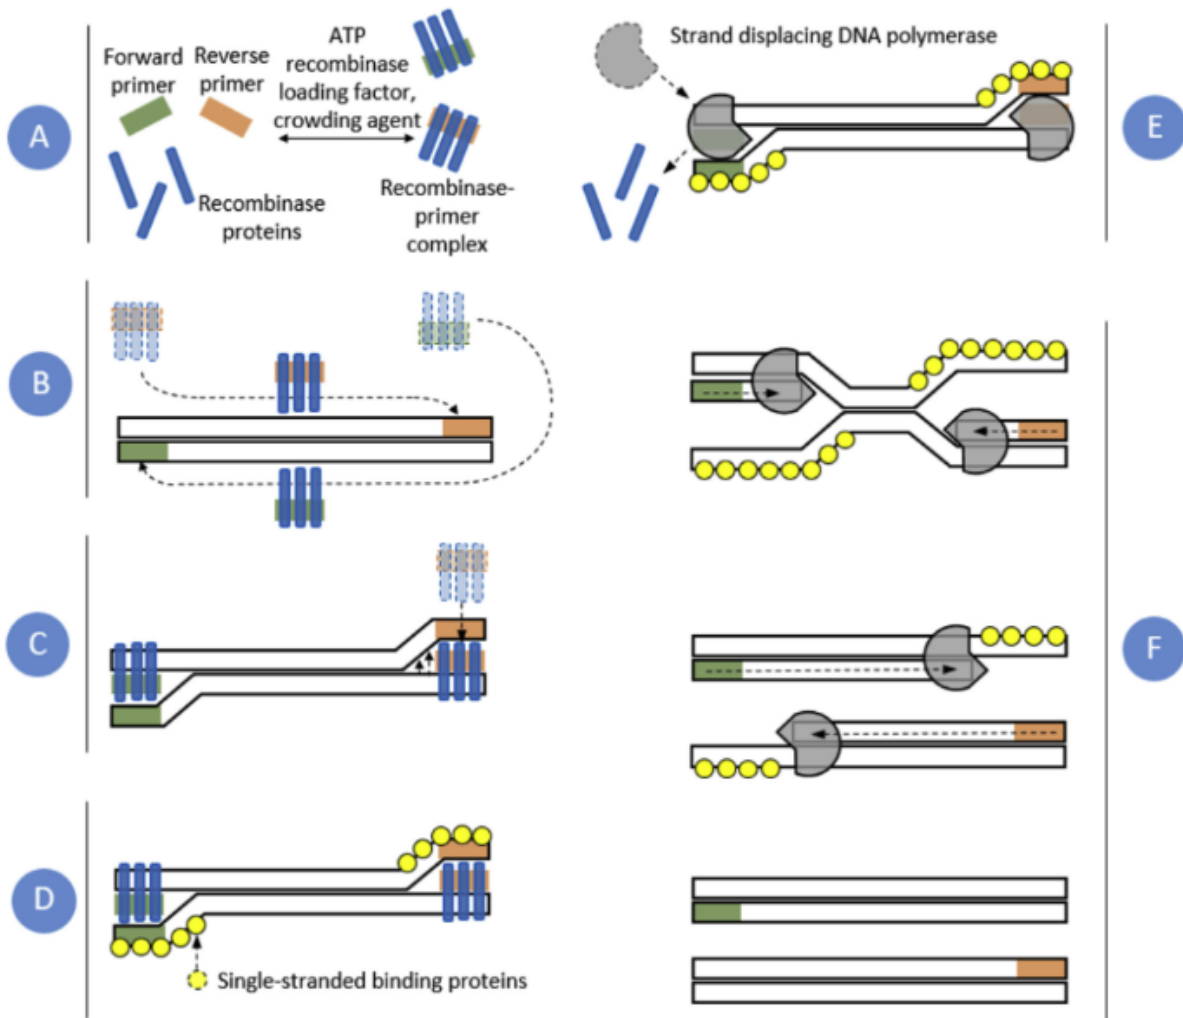 A
Forward
primer
Reverse
primer
ATP
recombinase
loading factor,
crowding agent
Recombinase
proteins
Recombinase-
primer
complex
B
C
D
Single-stranded binding proteins
Strand displacing DNA polymerase
E
F